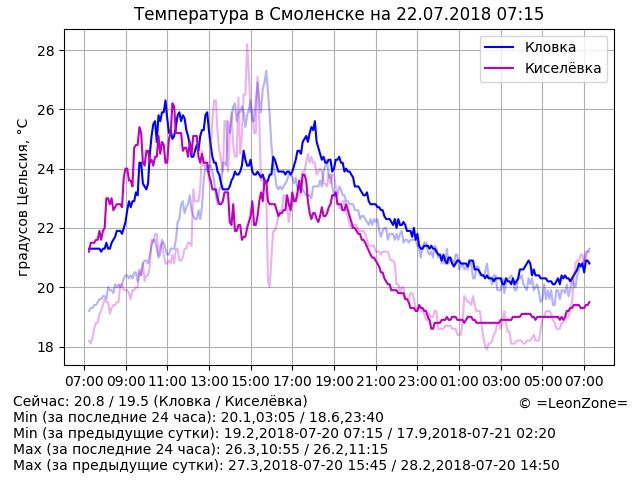 Температура в Смоленске на 22.07.2018 07:15
Кловка
Киселёвка
градусов Цельсия, °C
28
26
24
22
20
18
07:00 09:00 11:00 13:00 15:00 17:00 19:00 21:00 23:00 01:00 03:00 05:00 07:00
Сейчас: 20.8 / 19.5 (Кловка / Киселёвка)
© =LeonZone=
Min (за последние 24 часа): 20.1,03:05 / 18.6,23:40
Min (за предыдущие сутки): 19.2,2018-07-20 07:15 / 17.9,2018-07-21 02:20
Max (за последние 24 часа): 26.3,10:55 / 26.2,11:15
Max (за предыдущие сутки): 27.3,2018-07-20 15:45 / 28.2,2018-07-20 14:50